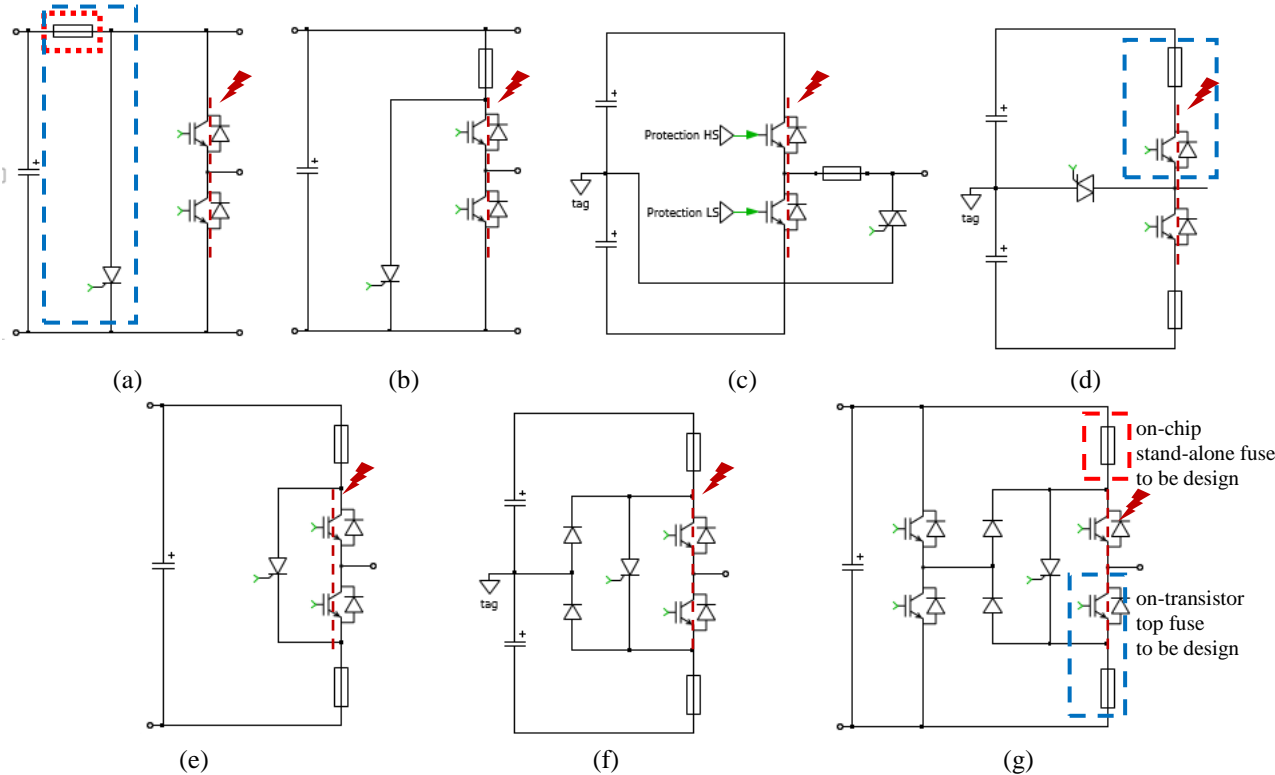 +
+
Protection HS
Protection LS
+
+
tag
+
+
tag
(a)
(b)
(c)
(d)
+
+
+
tag
+
on-chip
stand-alone fuse
to be design
on-transistor
top fuse
to be design
(e)
(f)
(g)